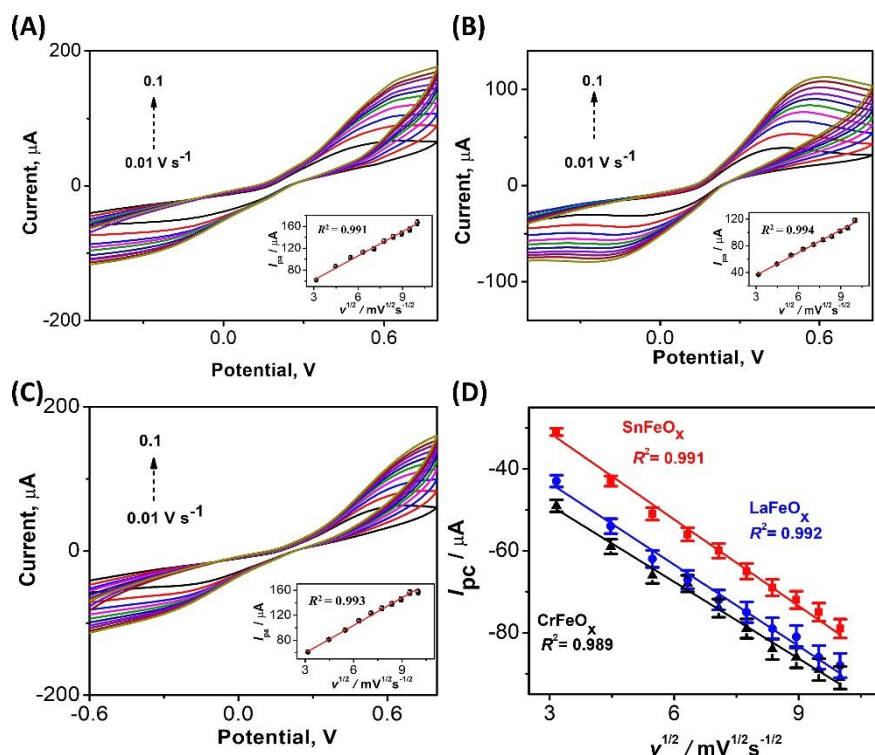 (A)
200
0
-200
Current, μA
0.1
0.01 V s-1
0.0
0.6
Potential, V
R2 = 0.991
160
120
80
Ipa / μA
3
6
9
v1/2 / mV1/2s-1/2
(B)
100
0
-100
Current, μA
0.1
0.01 V s-1
0.0
0.6
Potential, V
R2 = 0.994
120
80
40
Ipa / μA
3
6
9
v1/2 / mV1/2s-1/2
(C)
200
0
-200
Current, μA
0.1
0.01 V s-1
-0.6
0.0
0.6
Potential, V
R2 = 0.993
160
120
80
Ipa / μA
3
6
9
v1/2 / mV1/2s-1/2
(D)
-40
-60
-80
Ipc / μA
SnFeOx
R2= 0.991
LaFeOx
R2= 0.992
CrFeOx
R2= 0.989
3
6
9
v1/2 / mV1/2s-1/2